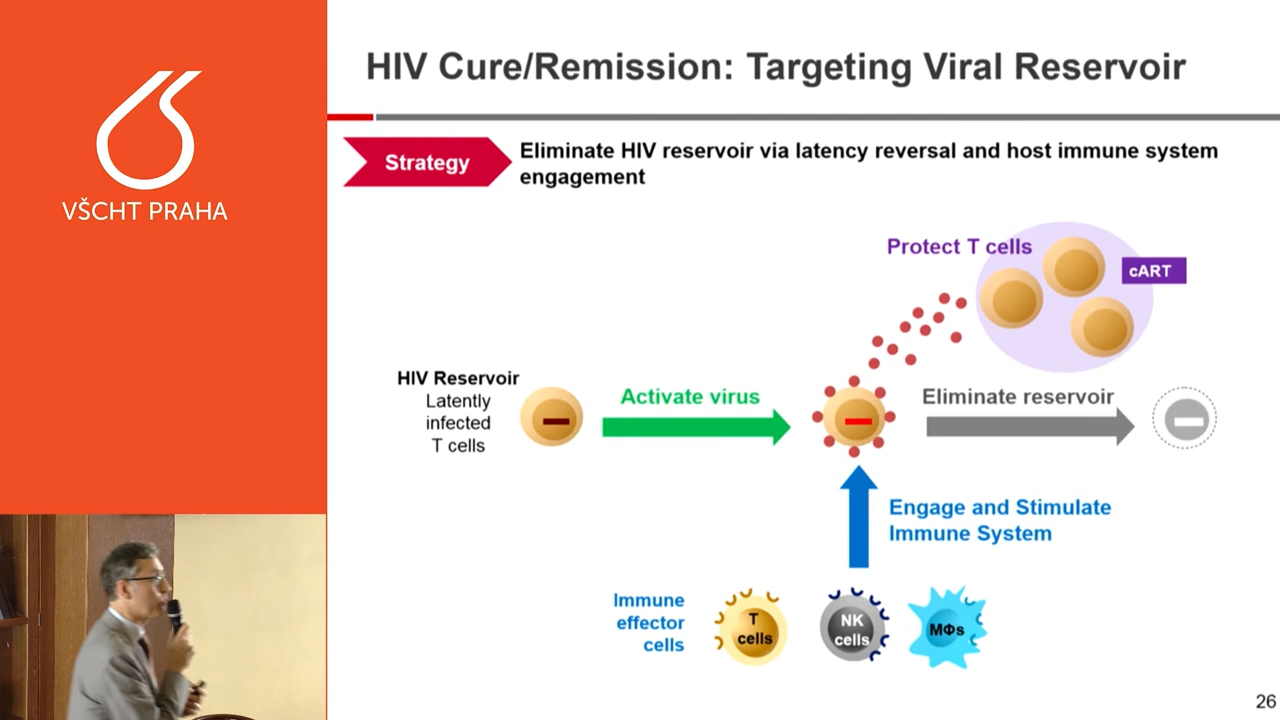 VŠCHT PRAHA
HIV Cure/Remission: Targeting Viral Reservoir
Strategy
Eliminate HIV reservoir via latency reversal and host immune system
engagement
Protect T cells
cART
HIV Reservoir
Latently
infected
T cells
Activate virus
Eliminate reservoir
Engage and Stimulate
Immune System
Immune
effector
cells
T
cells
NK
cells
MΦs
26